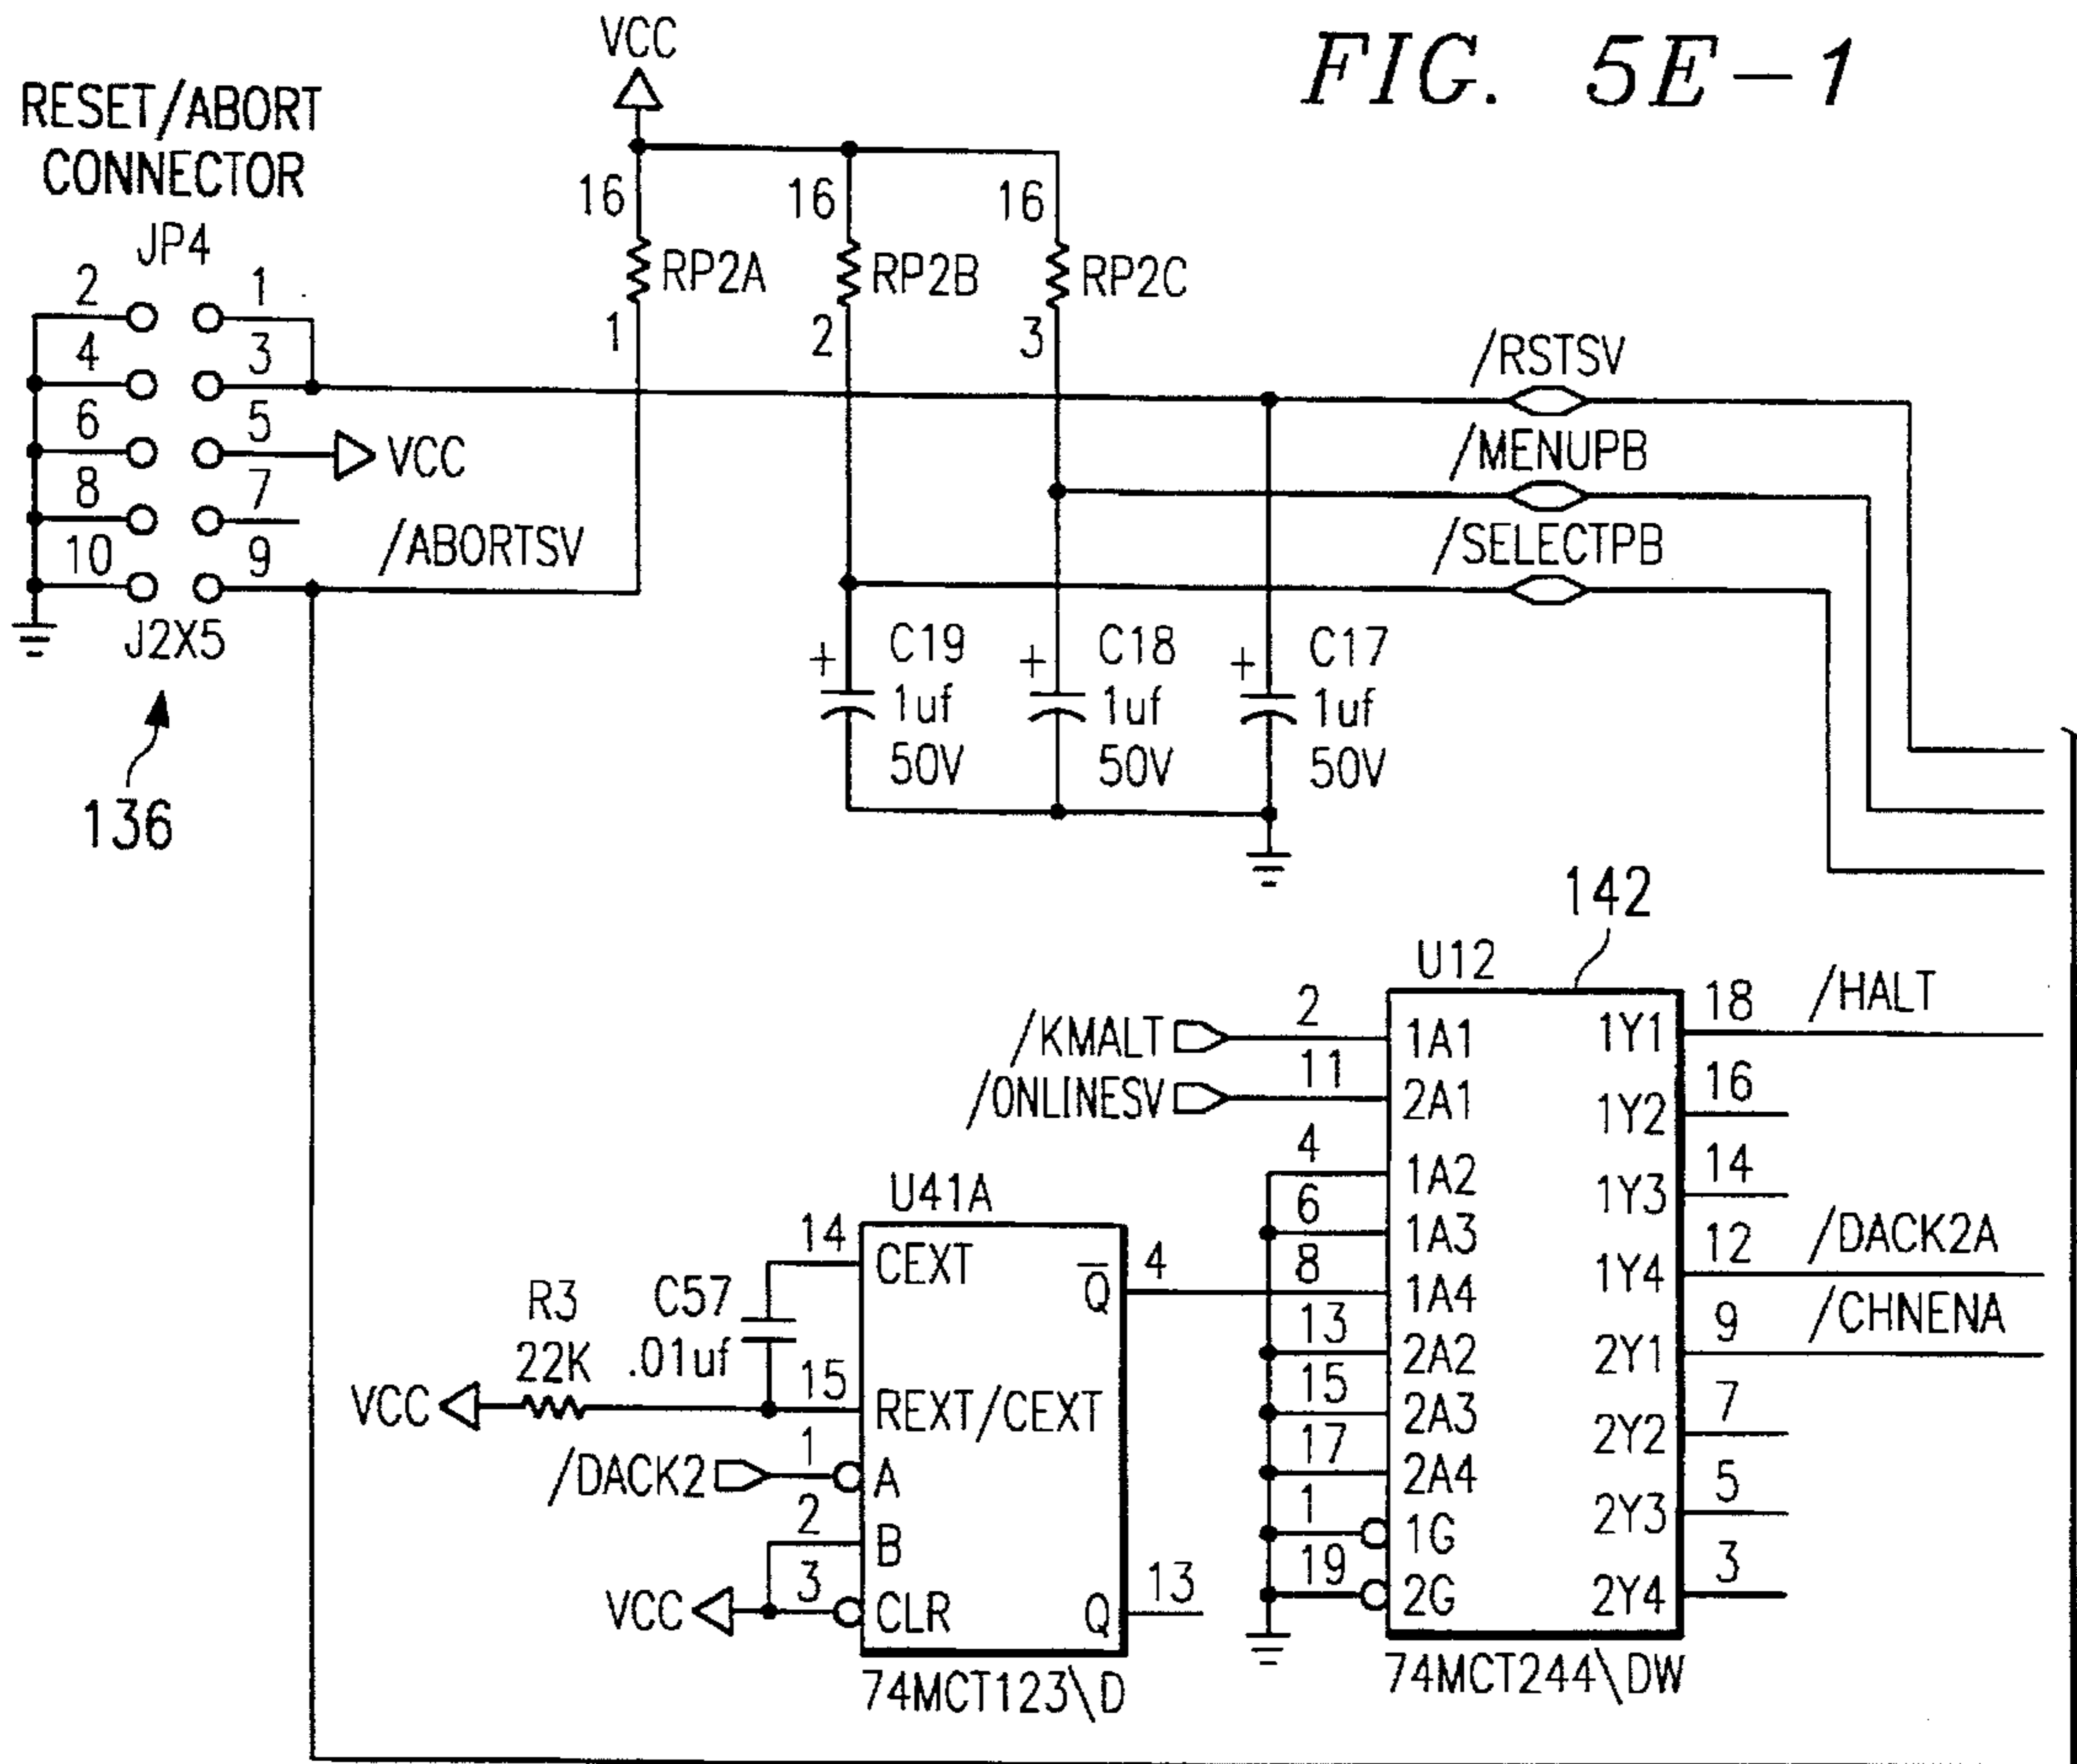 FIG. 5E-1
VCC
RESET/ABORT
CONNECTOR
JP4
16
16
16
RP2A
RP2B
RP2C
1
2
3
2
1
4
3
6
5
VCC
8
7
10
9
/ABORTSV
J2X5
136
/RSTSV
/MENUPB
/SELECTPB
+
C19
1uf
50V
+
C18
1uf
50V
+
C17
1uf
50V
142
U12
/KMALT
2
1A1
/ONLINESV
11
2A1
4
1A2
6
1A3
8
1A4
13
2A2
15
2A3
17
2A4
1
1G
19
2G
1Y1
18
/HALT
1Y2
16
1Y3
14
1Y4
12
/DACK2A
2Y1
9
/CHNENA
2Y2
7
2Y3
5
2Y4
3
74MCT244\DW
U41A
14
CEXT
Q
4
R3
22K
C57
.01uf
VCC
15
REXT/CEXT
/DACK2
1
A
2
B
VCC
3
CLR
Q
13
74MCT123\D